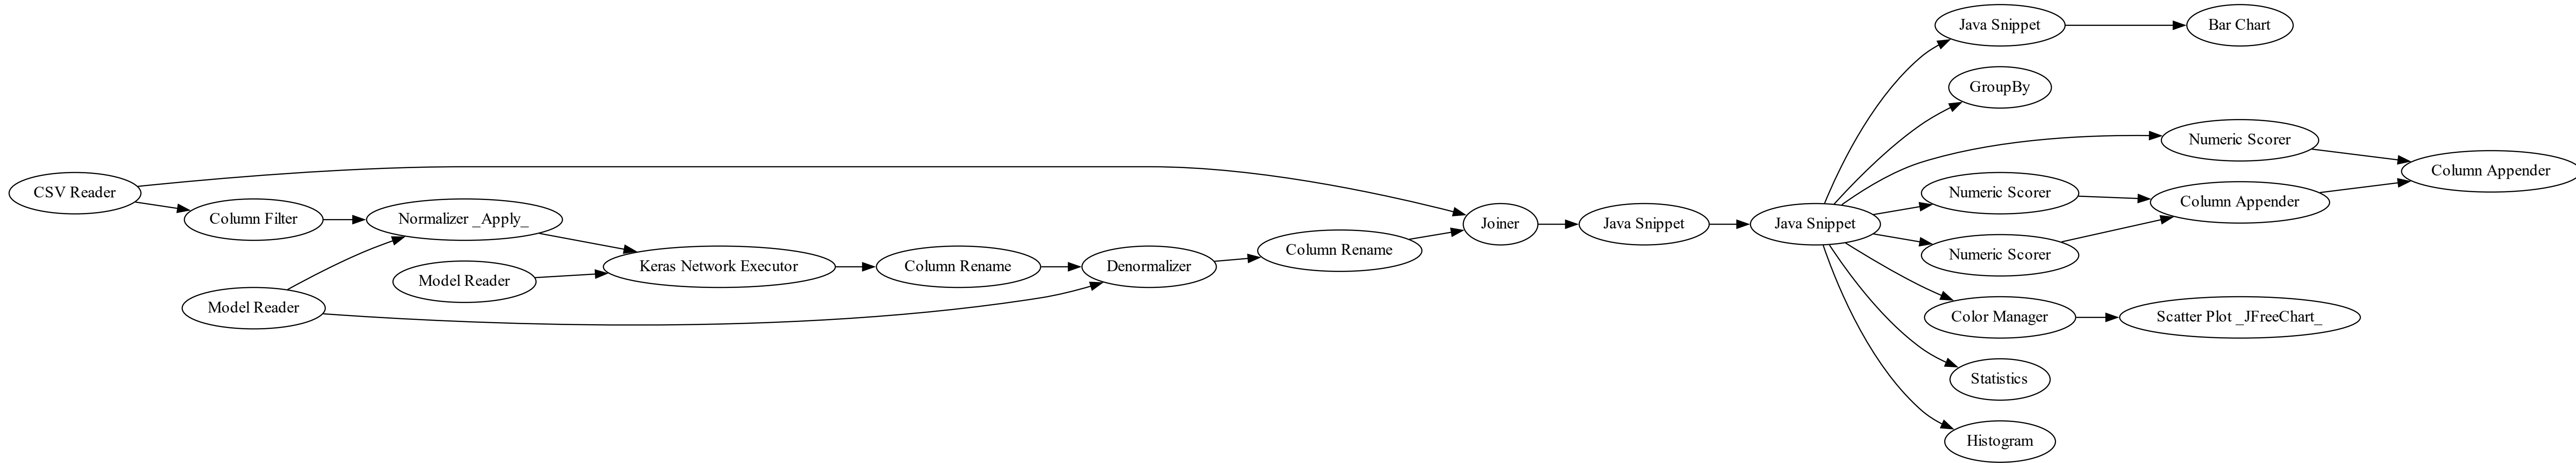 CSV Reader
Column Filter
Model Reader
Normalizer _Apply_
Model Reader
Keras Network Executor
Column Rename
Denormalizer
Column Rename
Joiner
Java Snippet
Java Snippet
Java Snippet
Bar Chart
GroupBy
Numeric Scorer
Numeric Scorer
Numeric Scorer
Column Appender
Column Appender
Color Manager
Scatter Plot _JFreeChart_
Statistics
Histogram